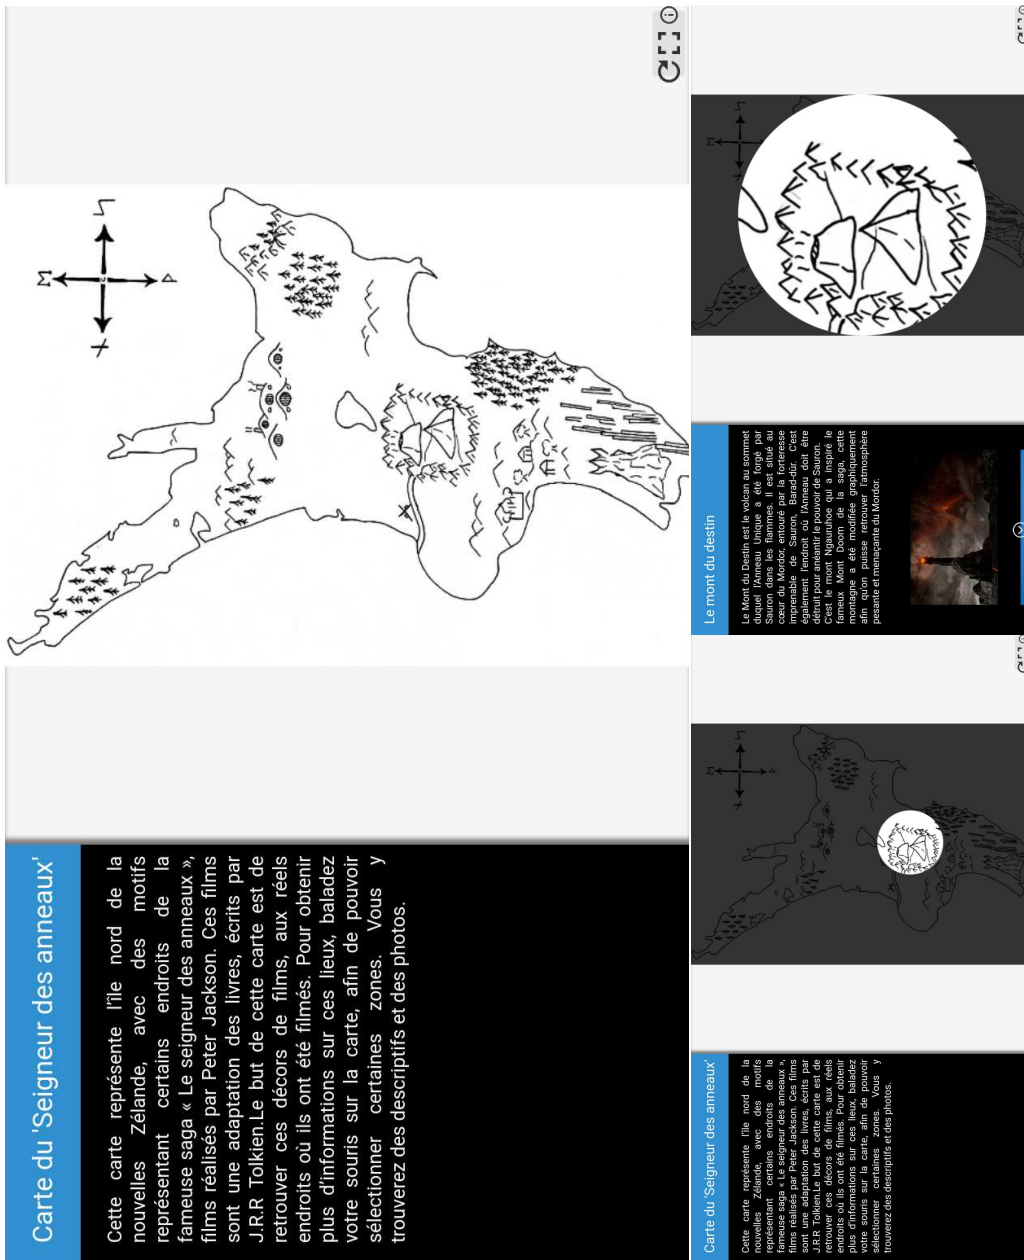 Carte du 'Seigneur des anneaux'
Cette carte représente l'île nord de la
nouvelles Zélande, avec des motifs
représentant certains endroits de la
fameuse saga « Le seigneur des anneaux »,
films réalisés par Peter Jackson. Ces films
sont une adaptation des livres, écrits par
J.R.R Tolkien.Le but de cette carte est de
retrouver ces décors de films, aux réels
endroits où ils ont été filmés. Pour obtenir
plus d'informations sur ces lieux, baladez
votre souris sur la carte, afin de pouvoir
sélectionner certaines zones. Vous y
trouverez des descriptifs et des photos.
Le mont du destin
Le Mont du Destin est le volcan au sommet
duquel l'Anneau Unique a été forgé par
Sauron dans les flammes. Il est situé au
cœur du Mordor, entouré par la forteresse
imprenable de Sauron, Barad-dûr. C'est
également l'endroit où l'Anneau doit être
détruit pour anéantir le pouvoir de Sauron.
C'est le mont Ngauruhoe qui a inspiré le
fameux Mont Doom de la saga, cette
montagne a été modifiée graphiquement
afin qu'on puisse retrouver l'atmosphère
pesante et menaçante du Mordor.
Carte du 'Seigneur des anneaux'
Cette carte représente l'île nord de la
nouvelles Zélande, avec des motifs
représentant certains endroits de la
fameuse saga « Le seigneur des anneaux »,
films réalisés par Peter Jackson. Ces films
sont une adaptation des livres, écrits par
J.R.R Tolkien.Le but de cette carte est de
retrouver ces décors de films, aux réels
endroits où ils ont été filmés. Pour obtenir
plus d'informations sur ces lieux, baladez
votre souris sur la carte, afin de pouvoir
sélectionner certaines zones. Vous y
trouverez des descriptifs et des photos.